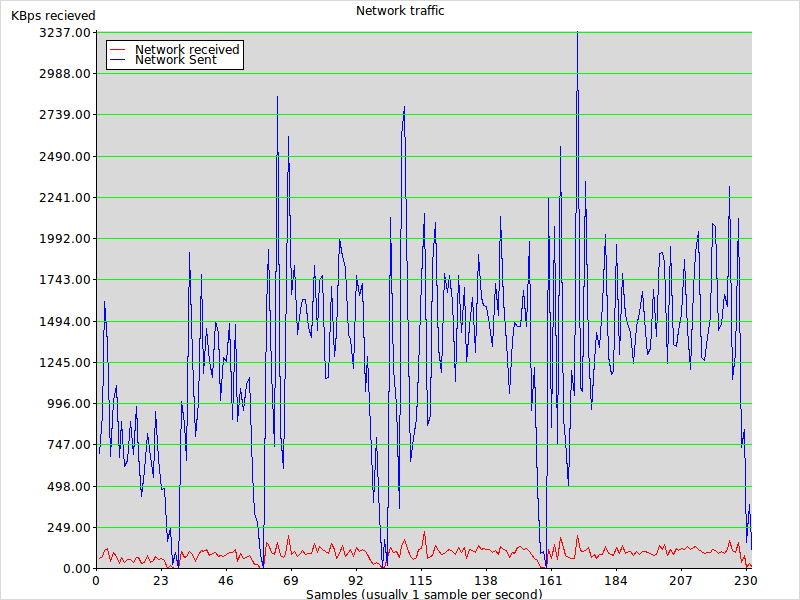 Network traffic
KBps recieved
3237.00
2988.00
2739.00
2490.00
2241.00
1992.00
1743.00
1494.00
1245.00
996.00
747.00
498.00
249.00
0.00
Network received
Network Sent
0 23 46 69 92 115 138 161 184 207 230
Samples (usually 1 sample per second)